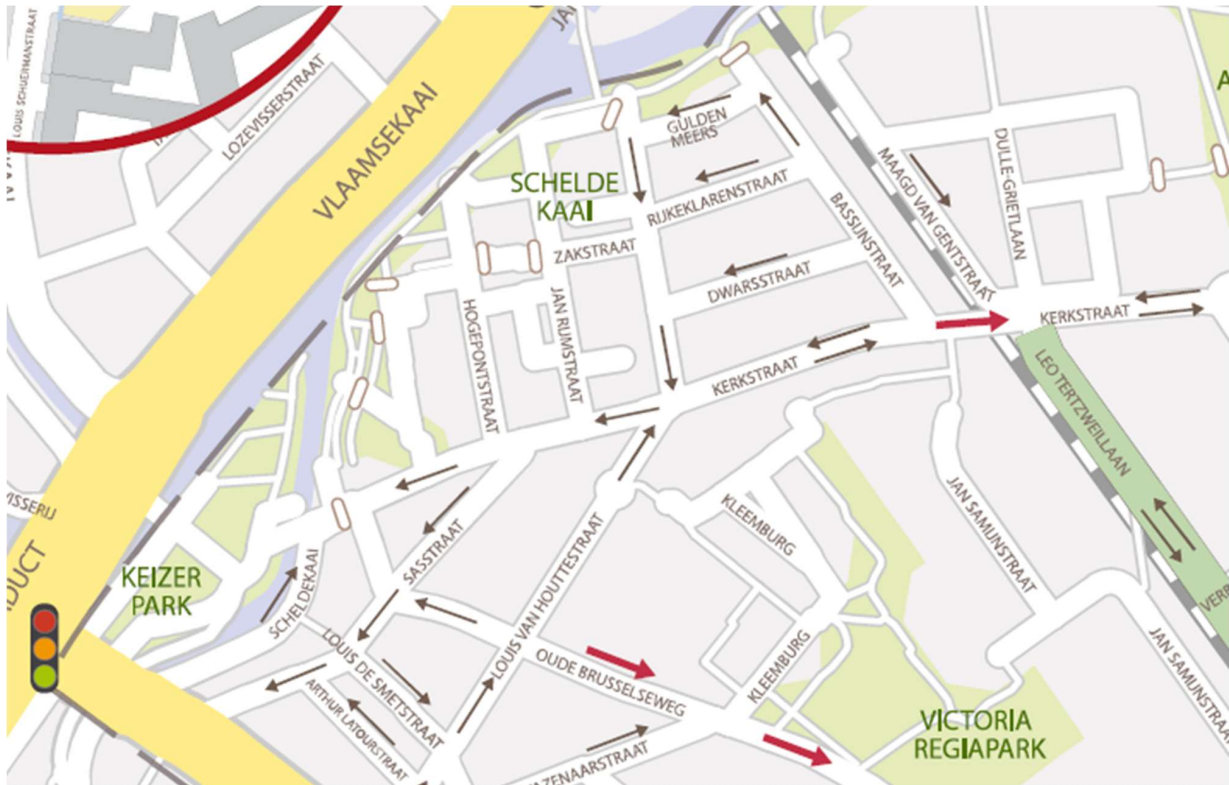 LOUIS SCHUERMANSTRAAT
LOZEVISSERSTRAAT
VLAAMSEKAAI
GULDEN
MEERS
SCHELDE
KAAI
RIJKEKLARENSTRAAT
ZAKSTRAAT
DWARSSTRAAT
BASSIJNSTRAAT
MAAGD VAN GENTSTRAAT
DULLE-GRIETLAAN
KERKSTRAAT
HOGEPONTSTRAAT
JAN RIJMSTRAAT
KERKSTRAAT
LEO TERTZWEILLAAN
VISSERIJ
KEIZER
PARK
SCHELDEKAAI
SASSTRAAT
LOUIS VAN HOUTTESTRAAT
KLEEMBURG
JAN SAMIJNSTRAAT
LOUIS DE SMETSTRAAT
ARTHUR LATOURSTRAAT
OUDE BRUSSELSEWEG
KLEEMBURG
JAN SAMIJNSTRAAT
VICTORIA
REGIAPARK